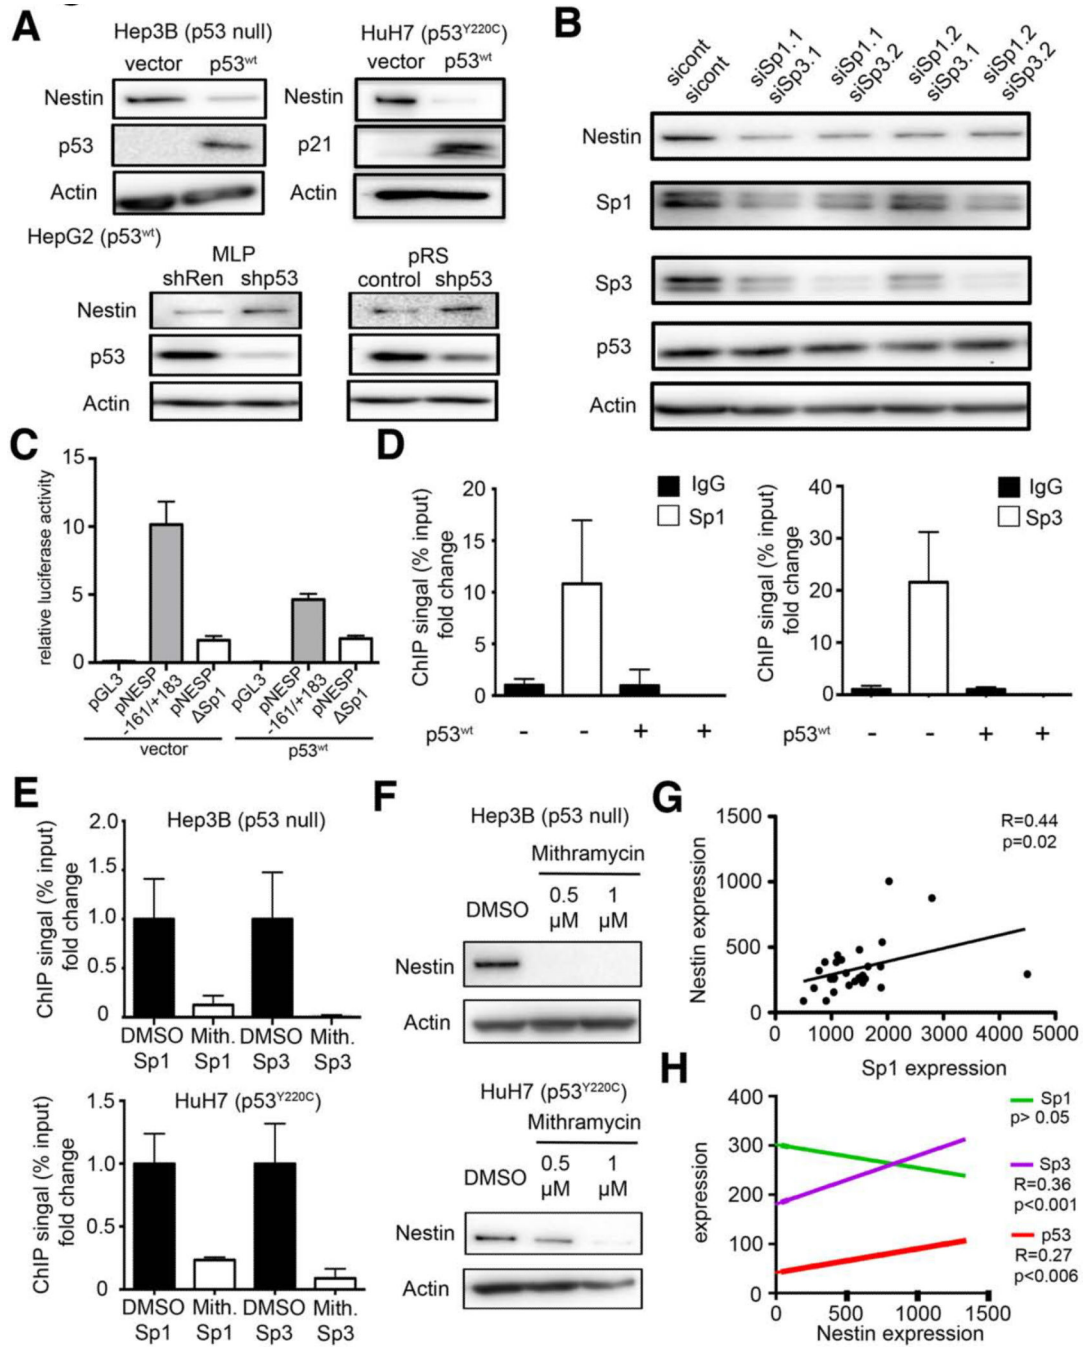 A
Hep3B (p53 null)
vector p53wt
Nestin
p53
Actin
HuH7 (p53Y220C)
vector p53wt
Nestin
p21
Actin
HepG2 (p53wt)
MLP
shRen shp53
Nestin
p53
Actin
pRS
control shp53
B
sicont sicont
siSp1.1 siSp3.1
siSp1.1 siSp3.2
siSp1.2 siSp3.1
siSp1.2 siSp3.2
Nestin
Sp1
Sp3
p53
Actin
C
relative luciferase activity
15
10
5
0
pGL3
pNESP -161/+183
pNESP ΔSp1
pGL3
pNESP -161/+183
pNESP ΔSp1
vector
p53wt
D
ChIP singal (% input)
fold change
20
15
10
5
0
IgG
Sp1
p53wt - - + +
ChIP singal (% input)
fold change
40
30
20
10
0
IgG
Sp3
p53wt - - + +
E
Hep3B (p53 null)
ChIP singal (% input)
fold change
2.0
1.5
1.0
0.5
0
DMSO Mith. DMSO Mith.
Sp1 Sp1 Sp3 Sp3
HuH7 (p53Y220C)
ChIP singal (% input)
fold change
1.5
1.0
0.5
0
DMSO Mith. DMSO Mith.
Sp1 Sp1 Sp3 Sp3
F
Hep3B (p53 null)
Mithramycin
DMSO 0.5 µM 1 µM
Nestin
Actin
HuH7 (p53Y220C)
Mithramycin
DMSO 0.5 µM 1 µM
Nestin
Actin
G
Nestin expression
1500
1000
500
0
R=0.44
p=0.02
0 1000 2000 3000 4000 5000
Sp1 expression
H
expression
400
300
200
100
0
0 500 1000 1500
Nestin expression
Sp1
p> 0.05
Sp3
R=0.36
p<0.001
p53
R=0.27
p<0.006